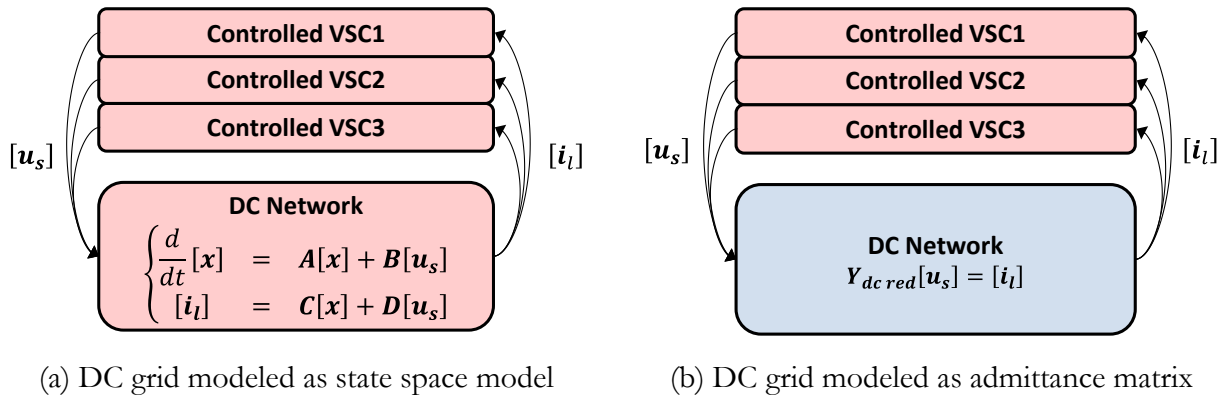 Controlled VSC1
Controlled VSC2
Controlled VSC3
[u_s]
[i_l]
DC Network
d/dt [x] = A[x] + B[u_s]
[i_l] = C[x] + D[u_s]
(a) DC grid modeled as state space model
Controlled VSC1
Controlled VSC2
Controlled VSC3
[u_s]
[i_l]
DC Network
Y_{dc red}[u_s] = [i_l]
(b) DC grid modeled as admittance matrix